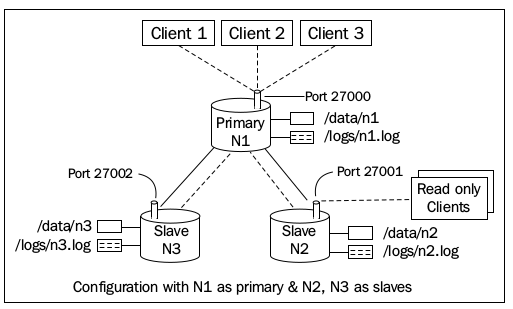 Client 1
Client 2
Client 3
Port 27000
Primary
N1
/data/n1
/logs/n1.log
Port 27002
Port 27001
Read only
Clients
/data/n3
/logs/n3.log
Slave
N3
Slave
N2
/data/n2
/logs/n2.log
Configuration with N1 as primary & N2, N3 as slaves